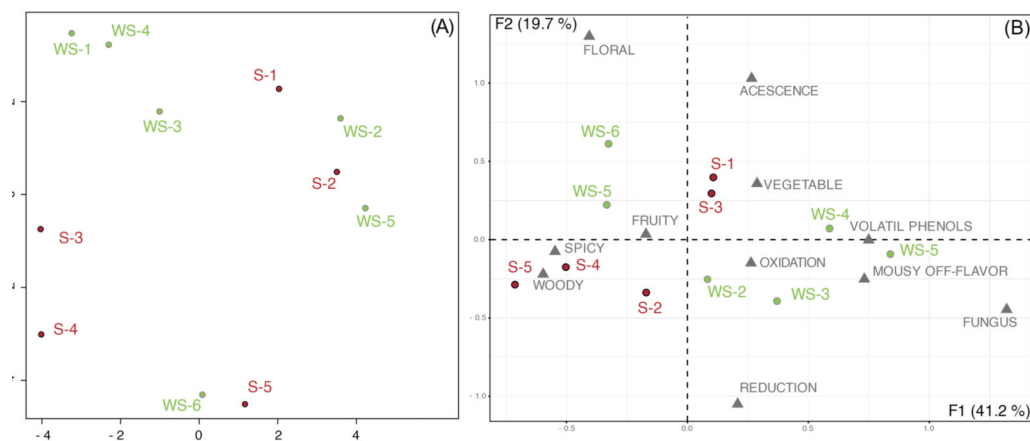 (A)
WS-4
WS-1
S-1
WS-3
WS-2
S-2
WS-5
S-3
S-4
S-5
WS-6
- 4
- 2
0
2
4
F2 (19.7 %)
(B)
FLORAL
ACESCENCE
1.0
WS-6
0.5
S-1
WS-5
VEGETABLE
S-3
WS-4
FRUITY
VOLATIL PHENOLS
0.0
SPICY
WS-5
S-5
S-4
OXIDATION
MOUSY OFF-FLAVOR
WOODY
WS-2
WS-3
S-2
FUNGUS
- 0.5
REDUCTION
- 1.0
F1 (41.2 %)
- 0.5
0.0
0.5
1.0